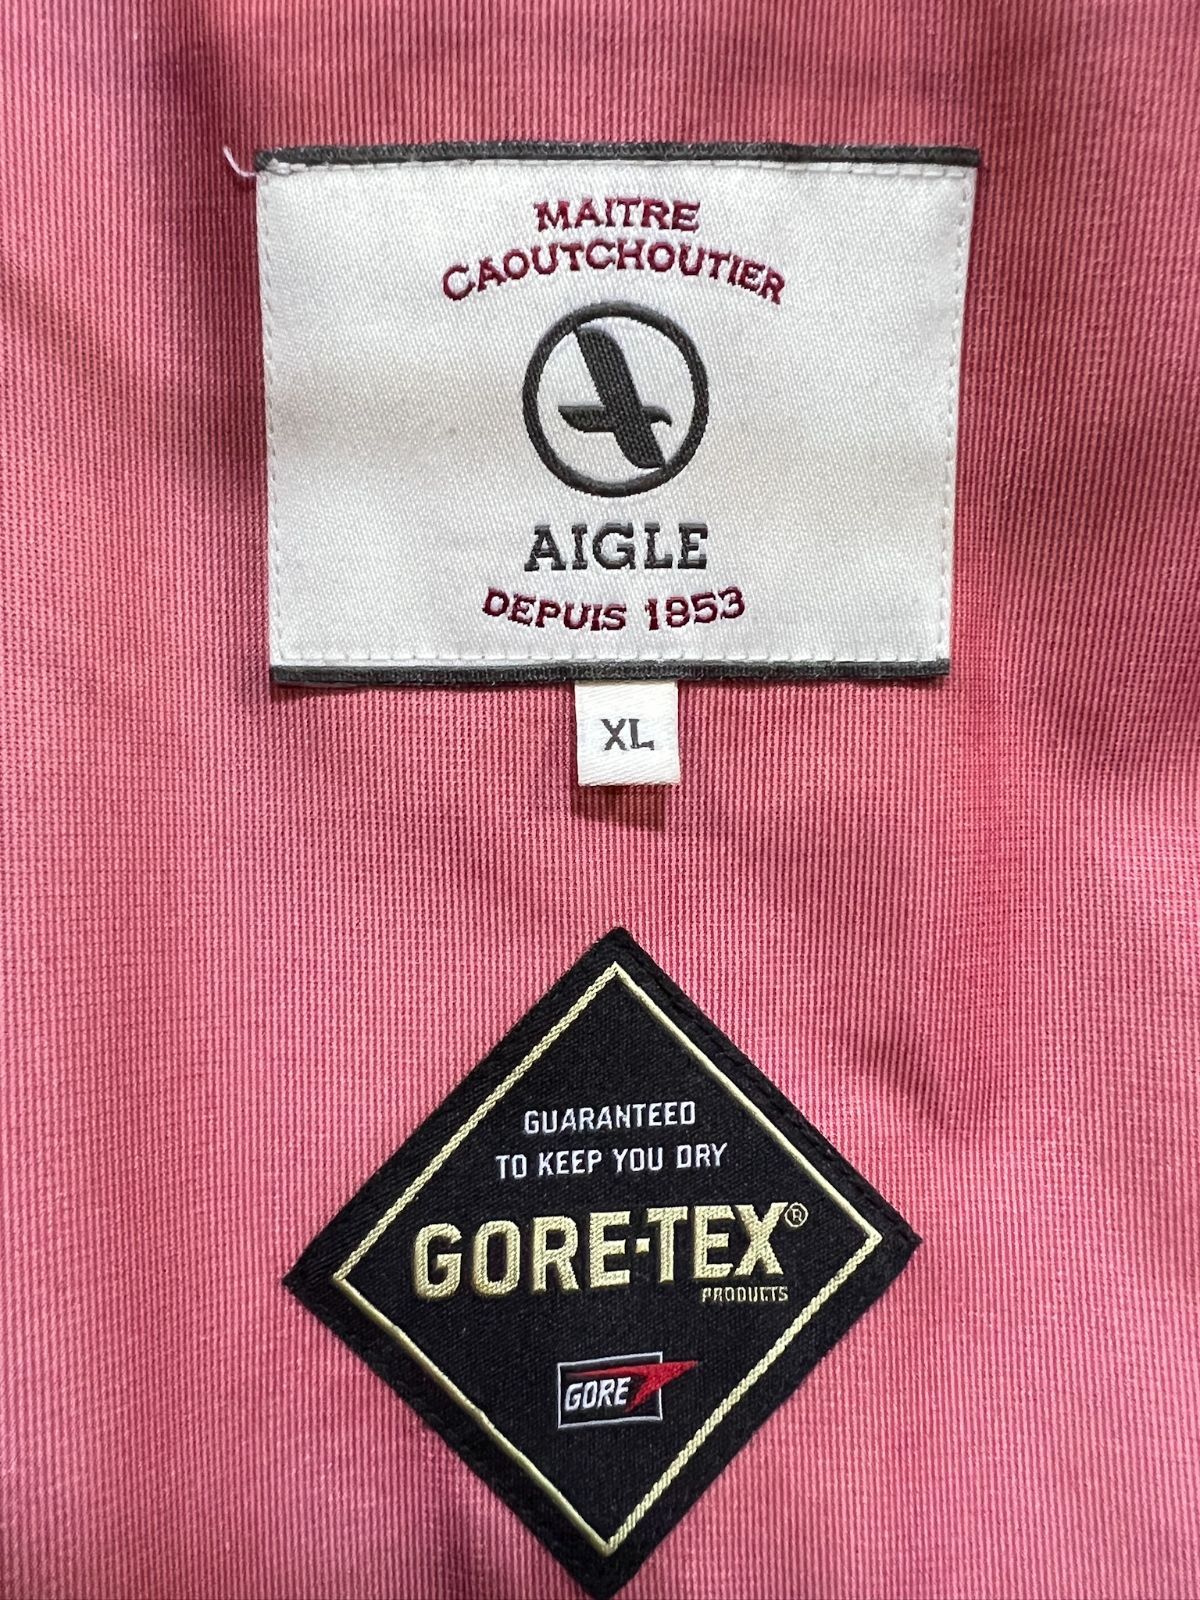 MAITRE
CAOUTCHOUTIER
AIGLE
DEPUIS 1853
XL
GUARANTEED
TO KEEP YOU DRY
GORE-TEX®
PRODUCTS
GORE